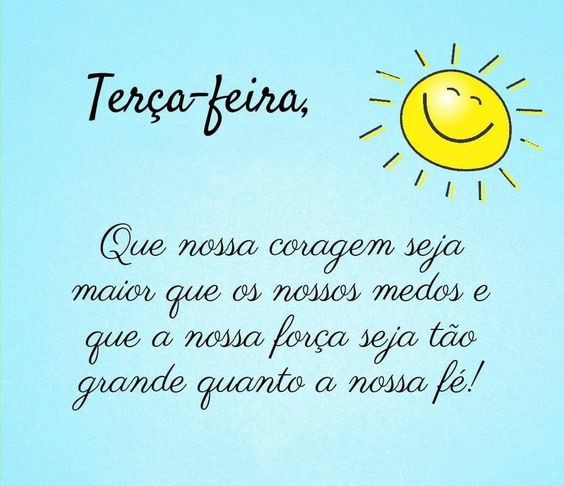 Terça-feira,
Que nossa coragem seja
maior que os nossos medos e
que a nossa força seja tão
grande quanto a nossa fé!